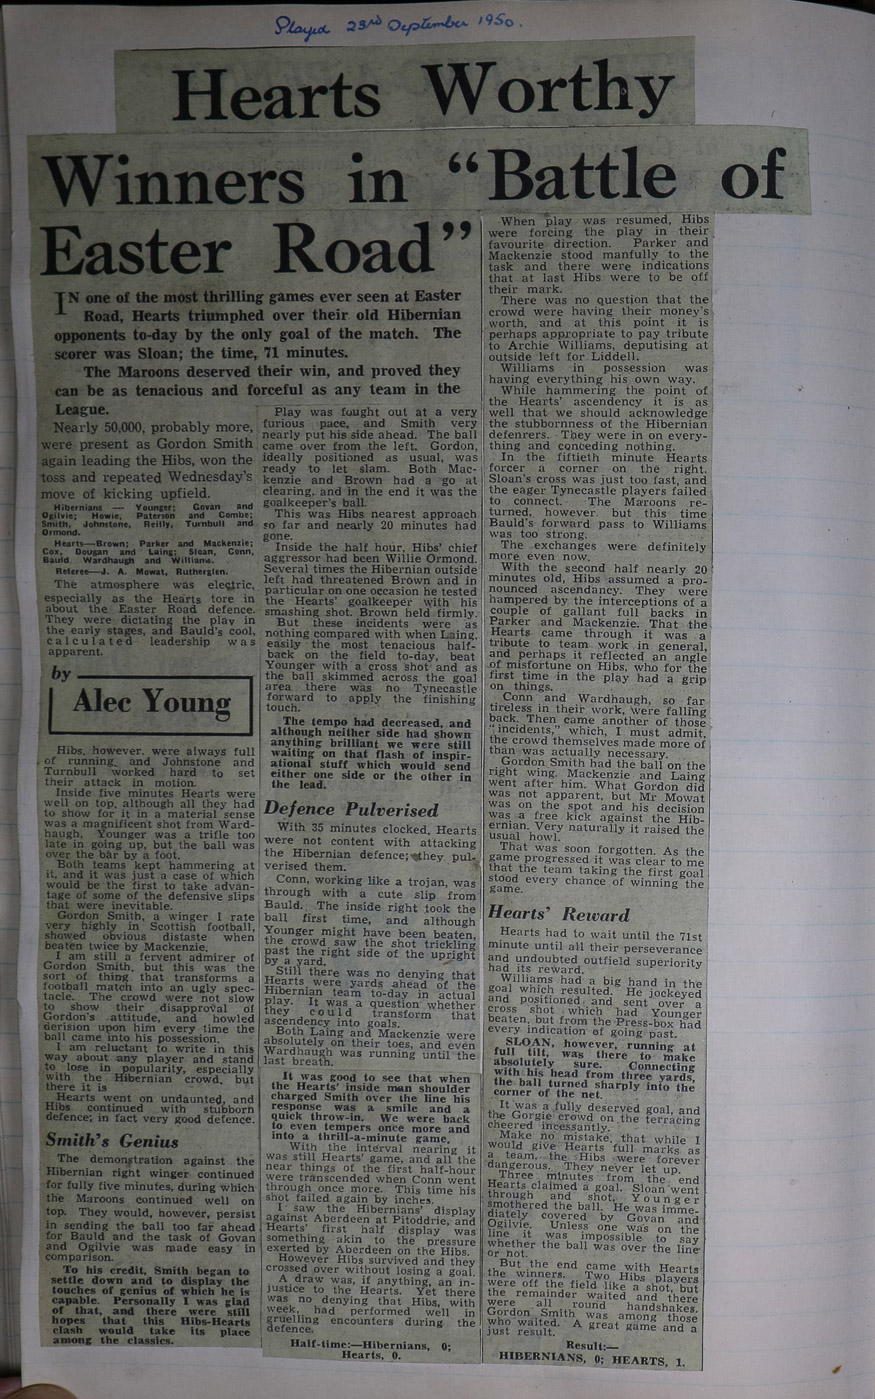 Played 23rd September 1950.
Hearts Worthy
Winners in “Battle of
Easter Road”
IN one of the most thrilling games ever seen at Easter
Road, Hearts triumphed over their old Hibernian
opponents to-day by the only goal of the match. The
scorer was Sloan; the time, 71 minutes.
The Maroons deserved their win, and proved they
can be as tenacious and forceful as any team in the
League.
Nearly 50,000, probably more,
were present as Gordon Smith
again leading the Hibs, won the
toss and repeated Wednesday's
move of kicking upfield.
Hibernians — Younger; Govan and
Ogilvie; Howie, Paterson and Combe;
Smith, Johnstone, Reilly, Turnbull and
Ormond.
Hearts—Brown; Parker and Mackenzie;
Cox, Dougan and Laing; Sloan, Conn,
Bauld, Wardhaugh and Williams.
Referee—J. A. Mowat, Rutherglen.
The atmosphere was electric,
especially as the Hearts tore in
about the Easter Road defence.
They were dictating the play in
the early stages, and Bauld's cool,
calculated leadership was
apparent.
by
Alec Young
Hibs, however, were always full
of running, and Johnstone and
Turnbull worked hard to set
their attack in motion.
Inside five minutes Hearts were
well on top, although all they had
to show for it in a material sense
was a magnificent shot from Ward-
haugh. Younger was a trifle too
late in going up, but the ball was
over the bar by a foot.
Both teams kept hammering at
it, and it was just a case of which
would be the first to take advan-
tage of some of the defensive slips
that were inevitable.
Gordon Smith, a winger I rate
very highly in Scottish football,
showed obvious distaste when
beaten twice by Mackenzie.
I am still a fervent admirer of
Gordon Smith, but this was the
sort of thing that transforms a
football match into an ugly spec-
tacle. The crowd were not slow
to show their disapproval of
Gordon's attitude, and howled
derision upon him every time the
ball came into his possession.
I am reluctant to write in this
way about any player and stand
to lose in popularity, especially
with the Hibernian crowd, but
there it is
Hearts went on undaunted, and
Hibs continued with stubborn
defence; in fact very good defence.
Smith's Genius
The demonstration against the
Hibernian right winger continued
for fully five minutes, during which
the Maroons continued well on
top. They would, however, persist
in sending the ball too far ahead
for Bauld and the task of Govan
and Ogilvie was made easy in
comparison.
To his credit, Smith began to
settle down and to display the
touches of genius of which he is
capable. Personally I was glad
of that, and there were still
hopes that this Hibs-Hearts
clash would take its place
among the classics.
Play was fought out at a very
furious pace, and Smith very
nearly put his side ahead. The ball
came over from the left. Gordon,
ideally positioned as usual, was
ready to let slam. Both Mac-
kenzie and Brown had a go at
clearing, and in the end it was the
goalkeeper's ball.
This was Hibs nearest approach
so far and nearly 20 minutes had
gone.
Inside the half hour, Hibs' chief
aggressor had been Willie Ormond.
Several times the Hibernian outside
left had threatened Brown and in
particular on one occasion he tested
the Hearts' goalkeeper with his
smashing shot. Brown held firmly.
But these incidents were as
nothing compared with when Laing,
easily the most tenacious half-
back on the field to-day, beat
Younger with a cross shot and as
the ball skimmed across the goal
area there was no Tynecastle
forward to apply the finishing
touch.
The tempo had decreased, and
although neither side had shown
anything brilliant we were still
waiting on that flash of inspir-
ational stuff which would send
either one side or the other in
the lead.
Defence Pulverised
With 35 minutes clocked, Hearts
were not content with attacking
the Hibernian defence; they pul-
verised them.
Conn, working like a trojan, was
through with a cute slip from
Bauld. The inside right took the
ball first time, and although
Younger might have been beaten,
the crowd saw the shot trickling
past the right side of the upright
by a yard.
Still there was no denying that
Hearts were yards ahead of the
Hibernian team to-day in actual
play. It was a question whether
they could transform that
ascendency into goals.
Both Laing and Mackenzie were
absolutely on their toes, and even
Wardhaugh was running until the
last breath.
It was good to see that when
the Hearts' inside man shoulder
charged Smith over the line his
response was a smile and a
quick throw-in. We were back
to even tempers once more and
into a thrill-a-minute game.
With the interval nearing it
was still Hearts' game, and all the
near things of the first half-hour
were transcended when Conn went
through once more. This time his
shot failed again by inches.
I saw the Hibernians' display
against Aberdeen at Pitoddrie, and
Hearts' first half display was
something akin to the pressure
exerted by Aberdeen on the Hibs.
However Hibs survived and they
crossed over without losing a goal.
A draw was, if anything, an in-
justice to the Hearts. Yet there
was no denying that Hibs, with
week, had performed well in
gruelling encounters during the
defence.
Half-time:—Hibernians, 0;
Hearts, 0.
When play was resumed, Hibs
were forcing the play in their
favourite direction. Parker and
Mackenzie stood manfully to the
task and there were indications
that at last Hibs were to be off
their mark.
There was no question that the
crowd were having their money's
worth, and at this point it is
perhaps appropriate to pay tribute
to Archie Williams, deputising at
outside left for Liddell.
Williams in possession was
having everything his own way.
While hammering the point of
the Hearts' ascendency it is as
well that we should acknowledge
the stubbornness of the Hibernian
defenrers. They were in on every-
thing and conceding nothing.
In the fiftieth minute Hearts
forcer a corner on the right.
Sloan's cross was just too fast, and
the eager Tynecastle players failed
to connect. The Maroons re-
turned, however, but this time
Bauld's forward pass to Williams
was too strong.
The exchanges were definitely
more even now.
With the second half nearly 20
minutes old, Hibs assumed a pro-
nounced ascendancy. They were
hampered by the interceptions of a
couple of gallant full backs in
Parker and Mackenzie. That the
Hearts came through it was a
tribute to team work in general,
and perhaps it reflected an angle
of misfortune on Hibs, who for the
first time in the play had a grip
on things.
Conn and Wardhaugh, so far
tireless in their work, were falling
back. Then came another of those
"incidents," which, I must admit,
the crowd themselves made more of
than was actually necessary.
Gordon Smith had the ball on the
right wing. Mackenzie and Laing
went after him. What Gordon did
was not apparent, but Mr Mowat
was on the spot and his decision
was a free kick against the Hib-
ernian. Very naturally it raised the
usual howl.
That was soon forgotten. As the
game progressed it was clear to me
that the team taking the first goal
stood every chance of winning the
game.
Hearts' Reward
Hearts had to wait until the 71st
minute until all their perseverance
and undoubted outfield superiority
had its reward.
Williams had a big hand in the
goal which resulted. He jockeyed
and positioned and sent over a
cross shot which had Younger
beaten, but from the Press-box had
every indication of going past.
SLOAN, however, running at
full tilt, was there to make
absolutely sure. Connecting
with his head from three yards,
the ball turned sharply into the
corner of the net.
It was a fully deserved goal, and
the Gorgie crowd on the terracing
cheered incessantly.
Make no mistake, that while I
would give Hearts full marks as
a team, the Hibs were forever
dangerous. They never let up.
Three minutes from the end
Hearts claimed a goal. Sloan went
through and shot, Younger
smothered the ball. He was imme-
diately covered by Govan and
Ogilvie. Unless one was on the
line it was impossible to say
whether the ball was over the line
or not.
But the end came with Hearts
the winners. Two Hibs players
were off the field like a shot, but
the remainder waited and there
were all round handshakes.
Gordon Smith was among those
who waited. A great game and a
just result.
Result:—
HIBERNIANS, 0; HEARTS, 1.